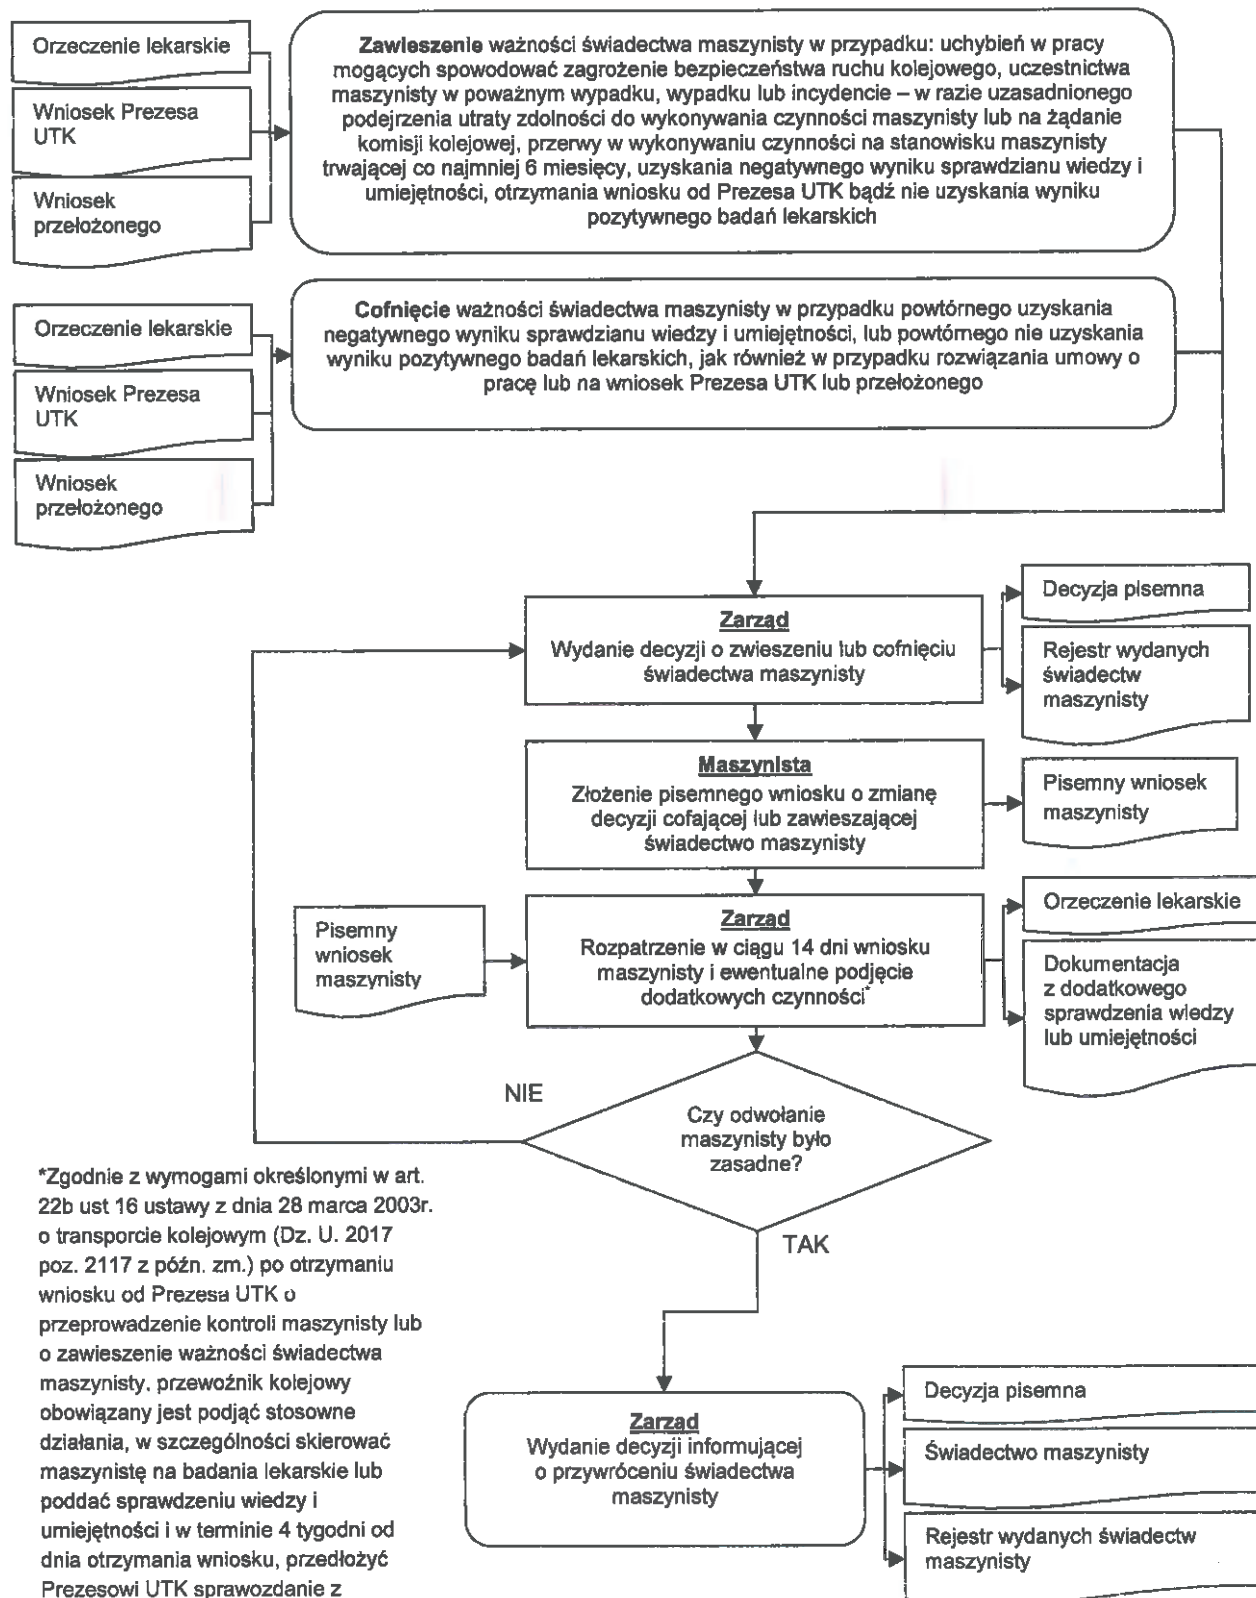 Orzeczenie lekarskie
Wniosek Prezesa
UTK
Wniosek
przełożonego
Zawieszenie ważności świadectwa maszynisty w przypadku: uchybień w pracy
mogących spowodować zagrożenie bezpieczeństwa ruchu kolejowego, uczestnictwa
maszynisty w poważnym wypadku, wypadku lub incydencie – w razie uzasadnionego
podejrzenia utraty zdolności do wykonywania czynności maszynisty lub na żądanie
komisji kolejowej, przerwy w wykonywaniu czynności na stanowisku maszynisty
trwającej co najmniej 6 miesięcy, uzyskania negatywnego wyniku sprawdzianu wiedzy i
umiejętności, otrzymania wniosku od Prezesa UTK bądź nie uzyskania wyniku
pozytywnego badań lekarskich
Orzeczenie lekarskie
Wniosek Prezesa
UTK
Wniosek
przełożonego
Cofnięcie ważności świadectwa maszynisty w przypadku powtórnego uzyskania
negatywnego wyniku sprawdzianu wiedzy i umiejętności, lub powtórnego nie uzyskania
wyniku pozytywnego badań lekarskich, jak również w przypadku rozwiązania umowy o
pracę lub na wniosek Prezesa UTK lub przełożonego
Zarząd
Wydanie decyzji o zwieszeniu lub cofnięciu
świadectwa maszynisty
Decyzja pisemna
Rejestr wydanych
świadectw
maszynisty
Maszynista
Złożenie pisemnego wniosku o zmianę
decyzji cofającej lub zawieszającej
świadectwo maszynisty
Pisemny wniosek
maszynisty
Pisemny
wniosek
maszynisty
Zarząd
Rozpatrzenie w ciągu 14 dni wniosku
maszynisty i ewentualne podjęcie
dodatkowych czynności*
Orzeczenie lekarskie
Dokumentacja
z dodatkowego
sprawdzenia wiedzy
lub umiejętności
NIE
Czy odwołanie
maszynisty było
zasadne?
TAK
*Zgodnie z wymogami określonymi w art.
22b ust 16 ustawy z dnia 28 marca 2003r.
o transporcie kolejowym (Dz. U. 2017
poz. 2117 z późn. zm.) po otrzymaniu
wniosku od Prezesa UTK o
przeprowadzenie kontroli maszynisty lub
o zawieszenie ważności świadectwa
maszynisty, przewoźnik kolejowy
obowiązany jest podjąć stosowne
działania, w szczególności skierować
maszynistę na badania lekarskie lub
poddać sprawdzeniu wiedzy i
umiejętności i w terminie 4 tygodni od
dnia otrzymania wniosku, przedłożyć
Prezesowi UTK sprawozdanie z
Zarząd
Wydanie decyzji informującej
o przywróceniu świadectwa
maszynisty
Decyzja pisemna
Świadectwo maszynisty
Rejestr wydanych świadectw
maszynisty